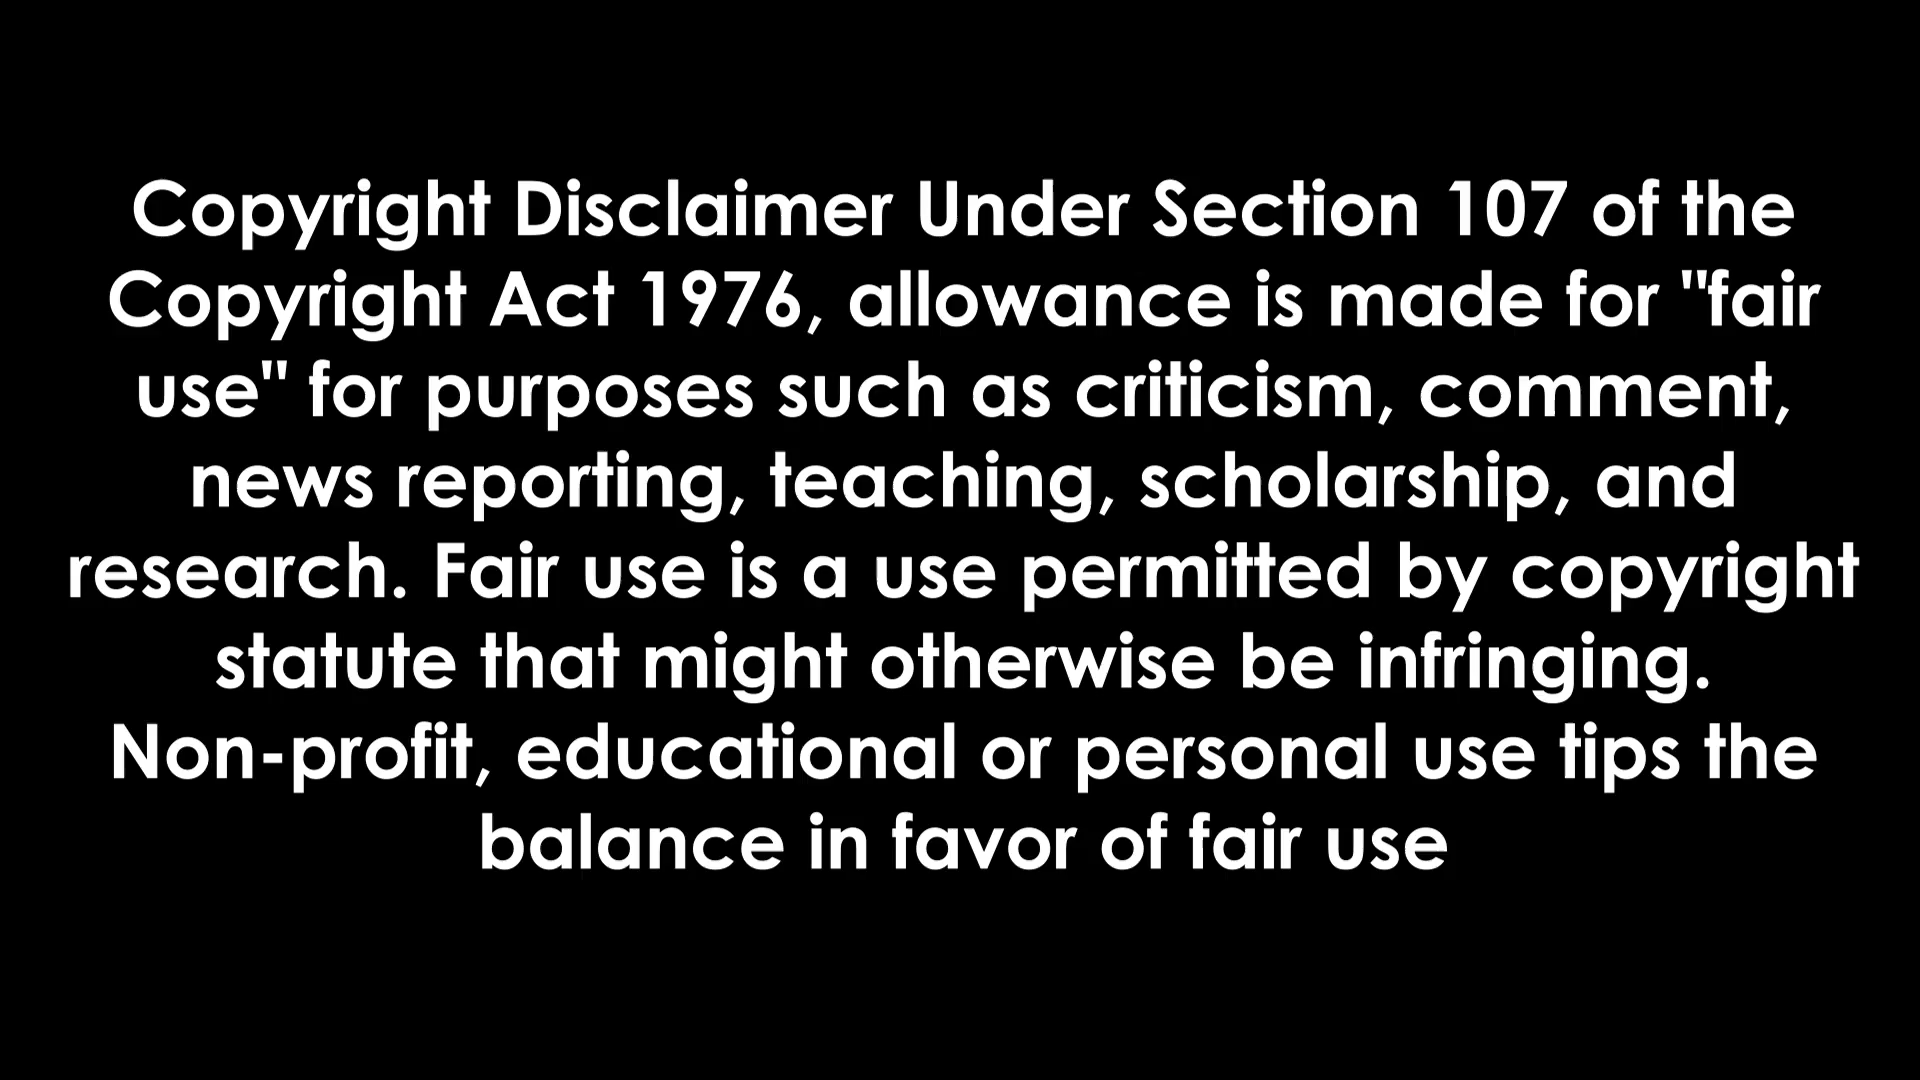 Copyright Disclaimer Under Section 107 of the
Copyright Act 1976, allowance is made for "fair
use" for purposes such as criticism, comment,
news reporting, teaching, scholarship, and
research. Fair use is a use permitted by copyright
statute that might otherwise be infringing.
Non-profit, educational or personal use tips the
balance in favor of fair use